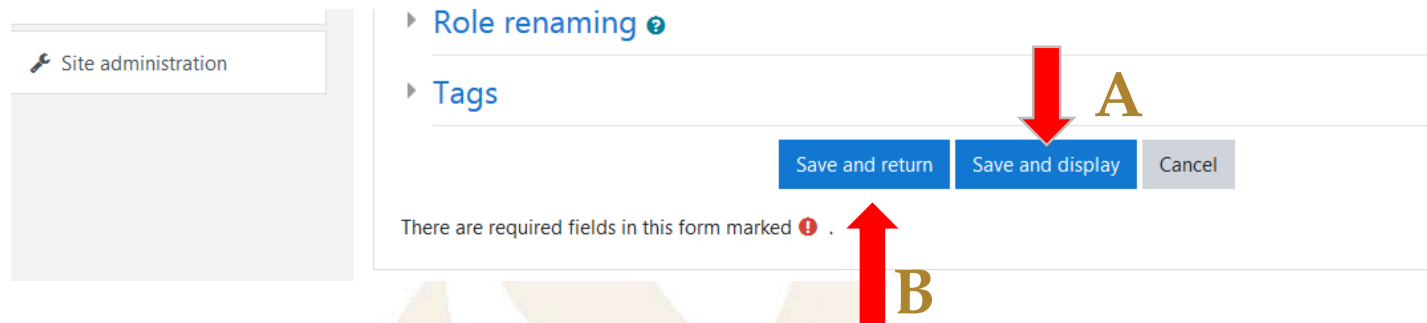 Role renaming
Site administration
Tags
A
Save and return Save and display Cancel
There are required fields in this form marked .
B